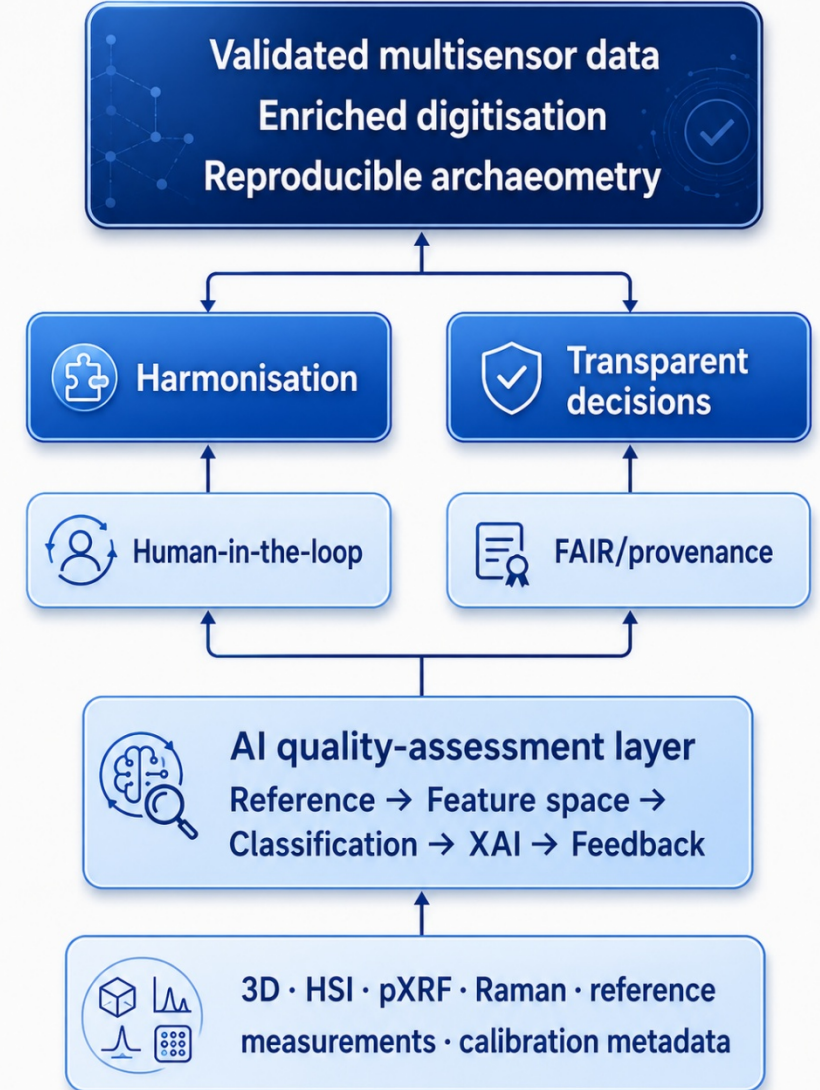 Validated multisensor data
Enriched digitisation
Reproducible archaeometry
Harmonisation
Transparent
decisions
Human-in-the-loop
FAIR/provenance
AI quality-assessment layer
Reference → Feature space →
Classification → XAI → Feedback
3D · HSI · pXRF · Raman · reference
measurements · calibration metadata